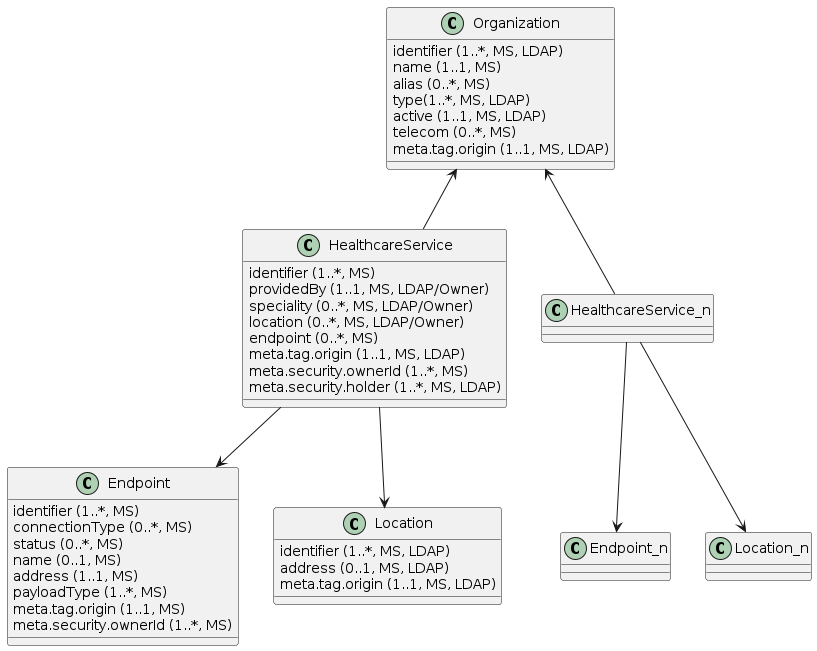 C Organization
identifier (1..*, MS, LDAP)
name (1..1, MS)
alias (0..*, MS)
type(1..*, MS, LDAP)
active (1..1, MS, LDAP)
telecom (0..*, MS)
meta.tag.origin (1..1, MS, LDAP)
C HealthcareService
identifier (1..*, MS)
providedBy (1..1, MS, LDAP/Owner)
speciality (0..*, MS, LDAP/Owner)
location (0..*, MS, LDAP/Owner)
endpoint (0..*, MS)
meta.tag.origin (1..1, MS, LDAP)
meta.security.ownerId (1..*, MS)
meta.security.holder (1..*, MS, LDAP)
C HealthcareService_n
C Endpoint
identifier (1..*, MS)
connectionType (0..*, MS)
status (0..*, MS)
name (0..1, MS)
address (1..1, MS)
payloadType (1..*, MS)
meta.tag.origin (1..1, MS)
meta.security.ownerId (1..*, MS)
C Location
identifier (1..*, MS, LDAP)
address (0..1, MS, LDAP)
meta.tag.origin (1..1, MS, LDAP)
C Endpoint_n
C Location_n